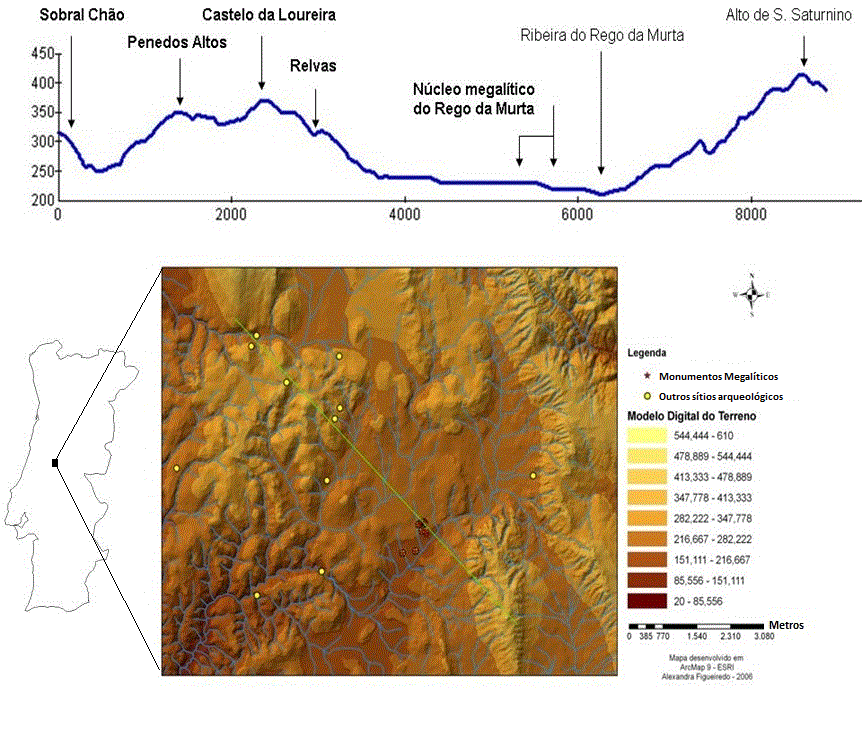 Sobral Chão
Castelo da Loureira
Alto de S. Saturnino
Penedos Altos
Ribeira do Rego da Murta
Relvas
Núcleo megalítico
do Rego da Murta
450
400
350
300
250
200
0
2000
4000
6000
8000
N
W
E
S
Legenda
Monumentos Megalíticos
Outros sítios arqueológicos
Modelo Digital do Terreno
544,444 - 610
478,889 - 544,444
413,333 - 478,889
347,778 - 413,333
282,222 - 347,778
216,667 - 282,222
151,111 - 216,667
85,556 - 151,111
20 - 85,556
Metros
0 385 770 1.540 2.310 3.080
Mapa desenvolvido em
ArcMap 9 - ESRI
Alexandra Figueiredo - 2006